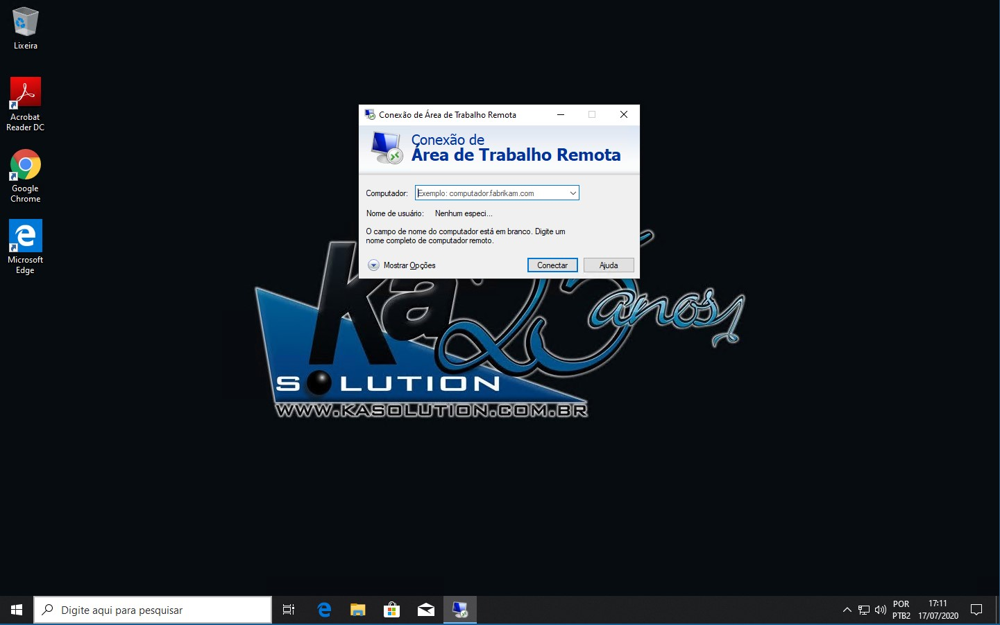 Lixeira
Acrobat
Reader DC
Google
Chrome
Microsoft
Edge
Conexão de Área de Trabalho Remota
Conexão de
Área de Trabalho Remota
Computador:
Exemplo: computador.fabrikam.com
Nome de usuário: Nenhum especi...
O campo de nome do computador está em branco. Digite um
nome completo de computador remoto.
Mostrar Opções
Conectar
Ajuda
Ka 25 anos
SOLUTION
WWW.KASOLUTION.COM.BR
Digite aqui para pesquisar
POR
PTB2
17:11
17/07/2020